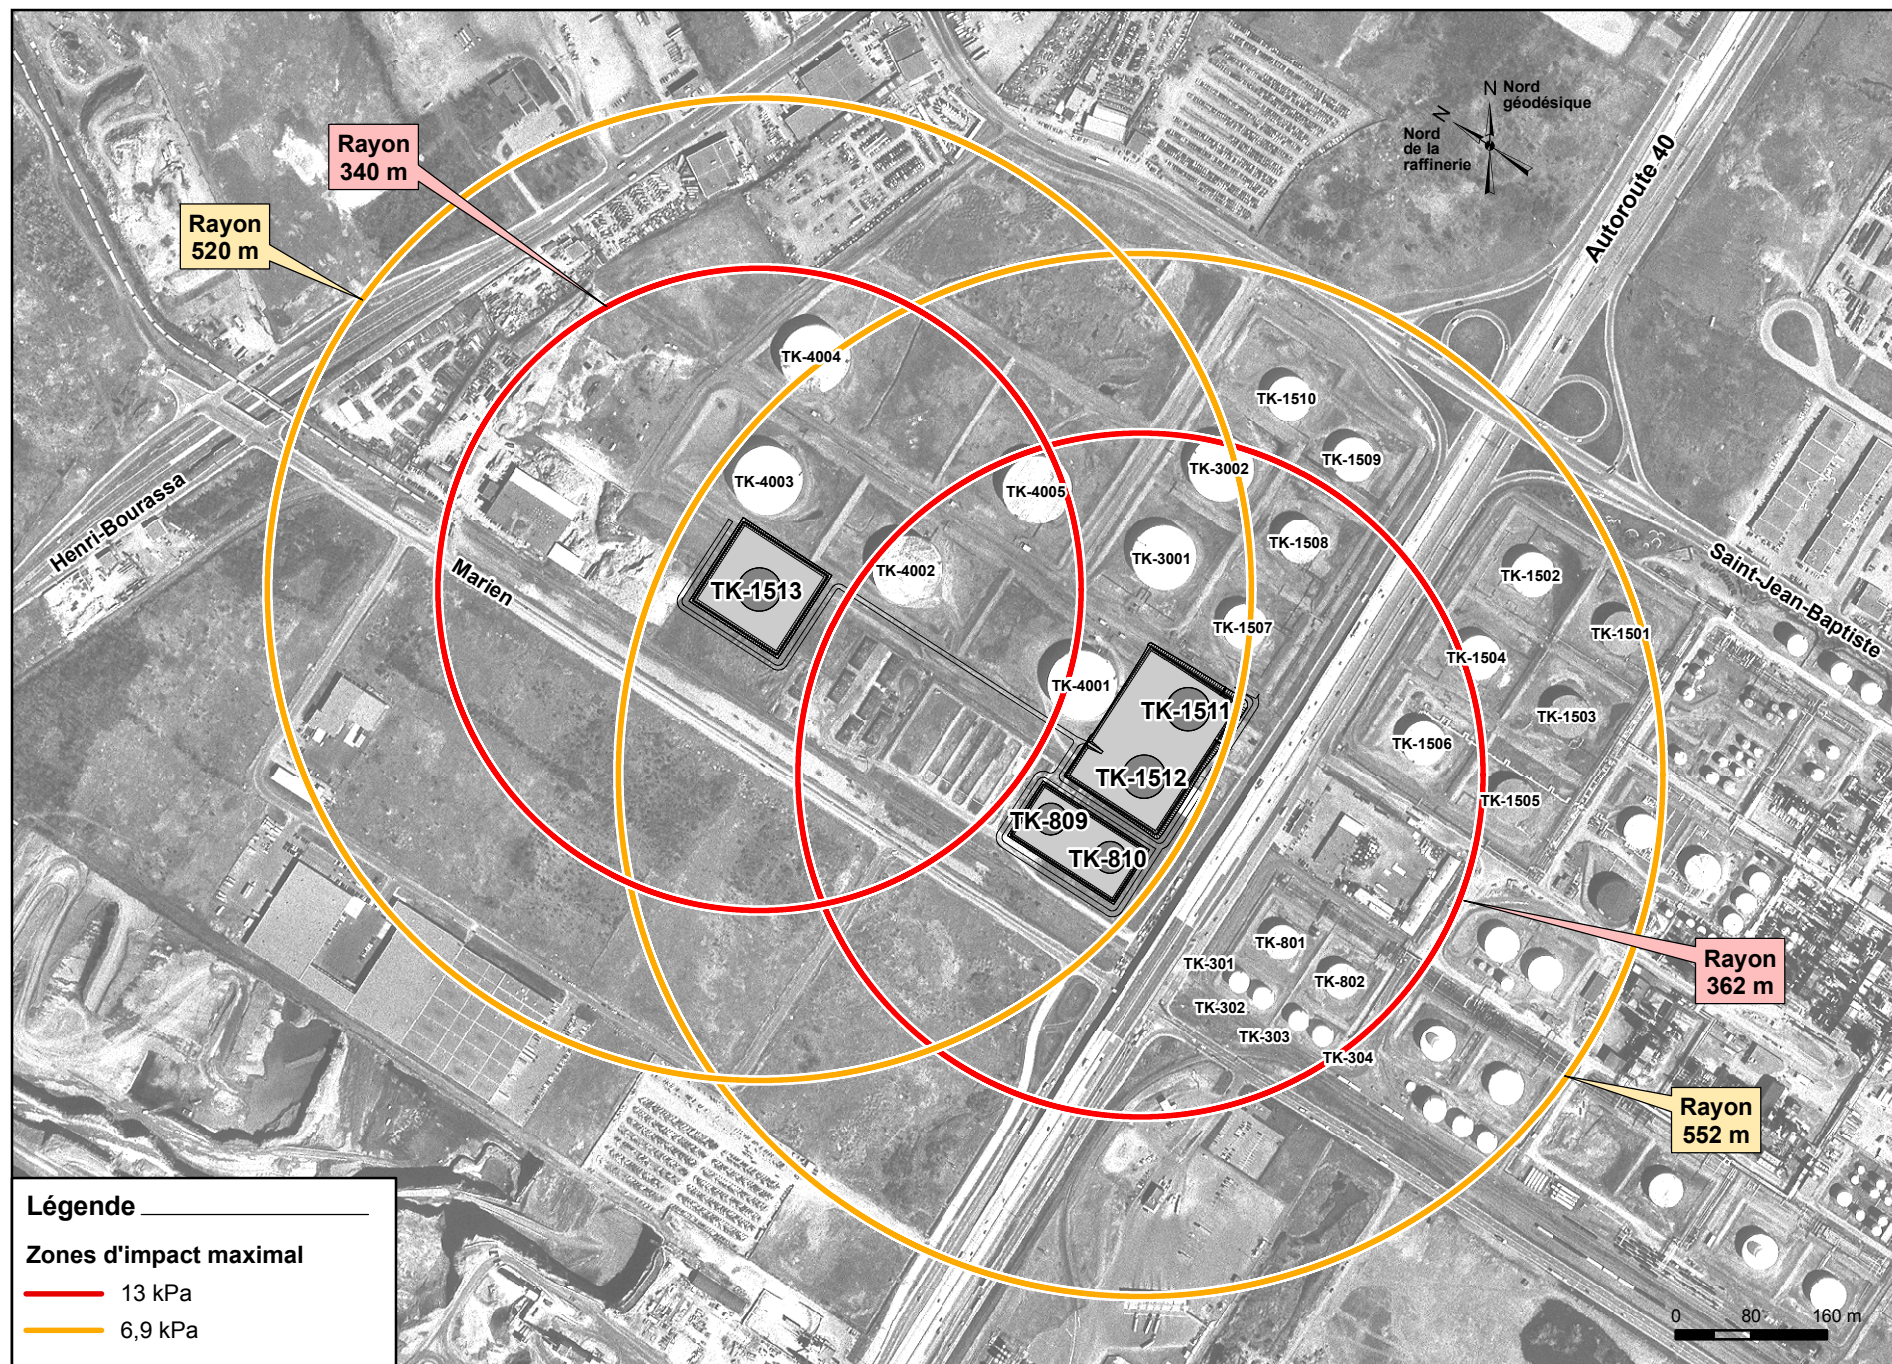 N
Nord
géodésique
N
Nord
de la
raffinerie
Autoroute 40
Rayon
340 m
Rayon
520 m
TK-4004
TK-1510
TK-1509
TK-3002
TK-4003
TK-4005
Henri-Bourassa
Marien
TK-4002
TK-3001
TK-1508
TK-1502
Saint-Jean-Baptiste
TK-1513
TK-1507
TK-1501
TK-1504
TK-4001
TK-1511
TK-1503
TK-1506
TK-1512
TK-1505
TK-809
TK-810
TK-801
TK-301
TK-802
TK-302
TK-303
TK-304
Rayon
362 m
Rayon
552 m
Légende
Zones d'impact maximal
13 kPa
6,9 kPa
0 80 160 m